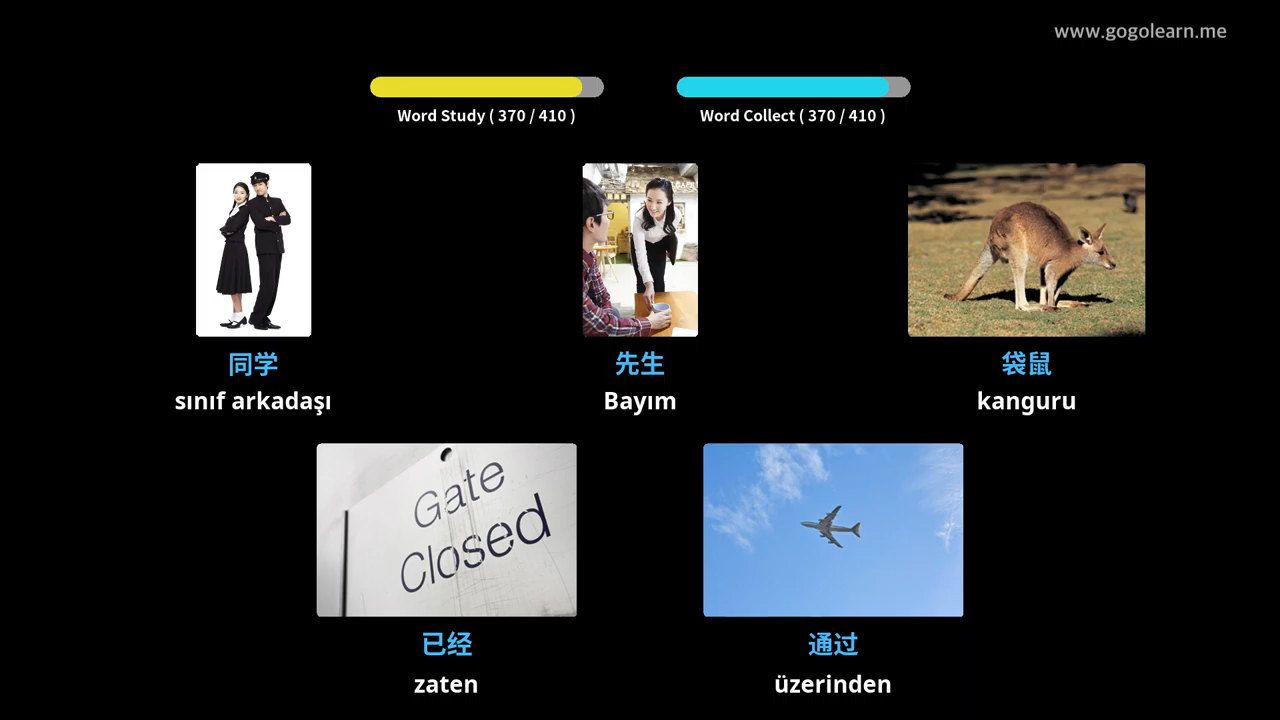 www.gogolearn.me
Word Study ( 370 / 410 )
Word Collect ( 370 / 410 )
同学
先生
袋鼠
sınıf arkadaşı
Bayım
kanguru
Gate
Closed
已经
通过
zaten
üzerinden